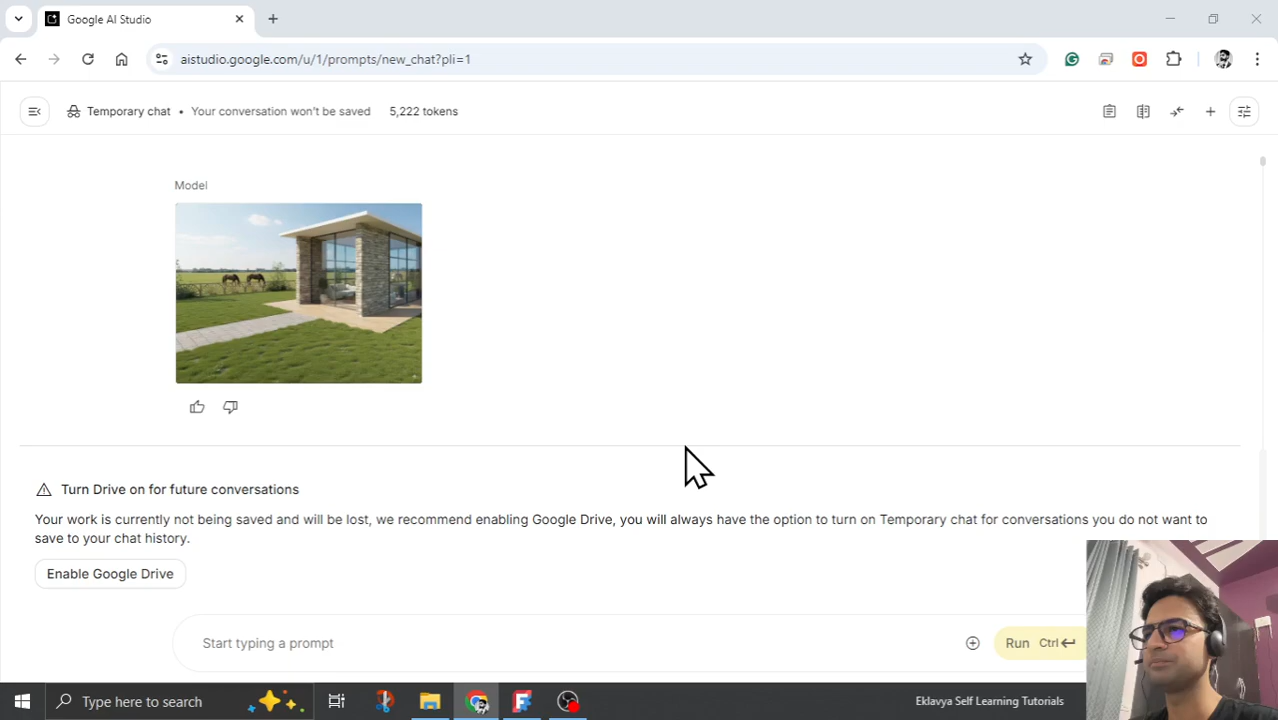 Google AI Studio
aistudio.google.com/u/1/prompts/new_chat?pli=1
Temporary chat • Your conversation won't be saved 5,222 tokens
Model
Turn Drive on for future conversations
Your work is currently not being saved and will be lost, we recommend enabling Google Drive, you will always have the option to turn on Temporary chat for conversations you do not want to
save to your chat history.
Enable Google Drive
Start typing a prompt
Run Ctrl
Type here to search
Eklavya Self Learning Tutorials